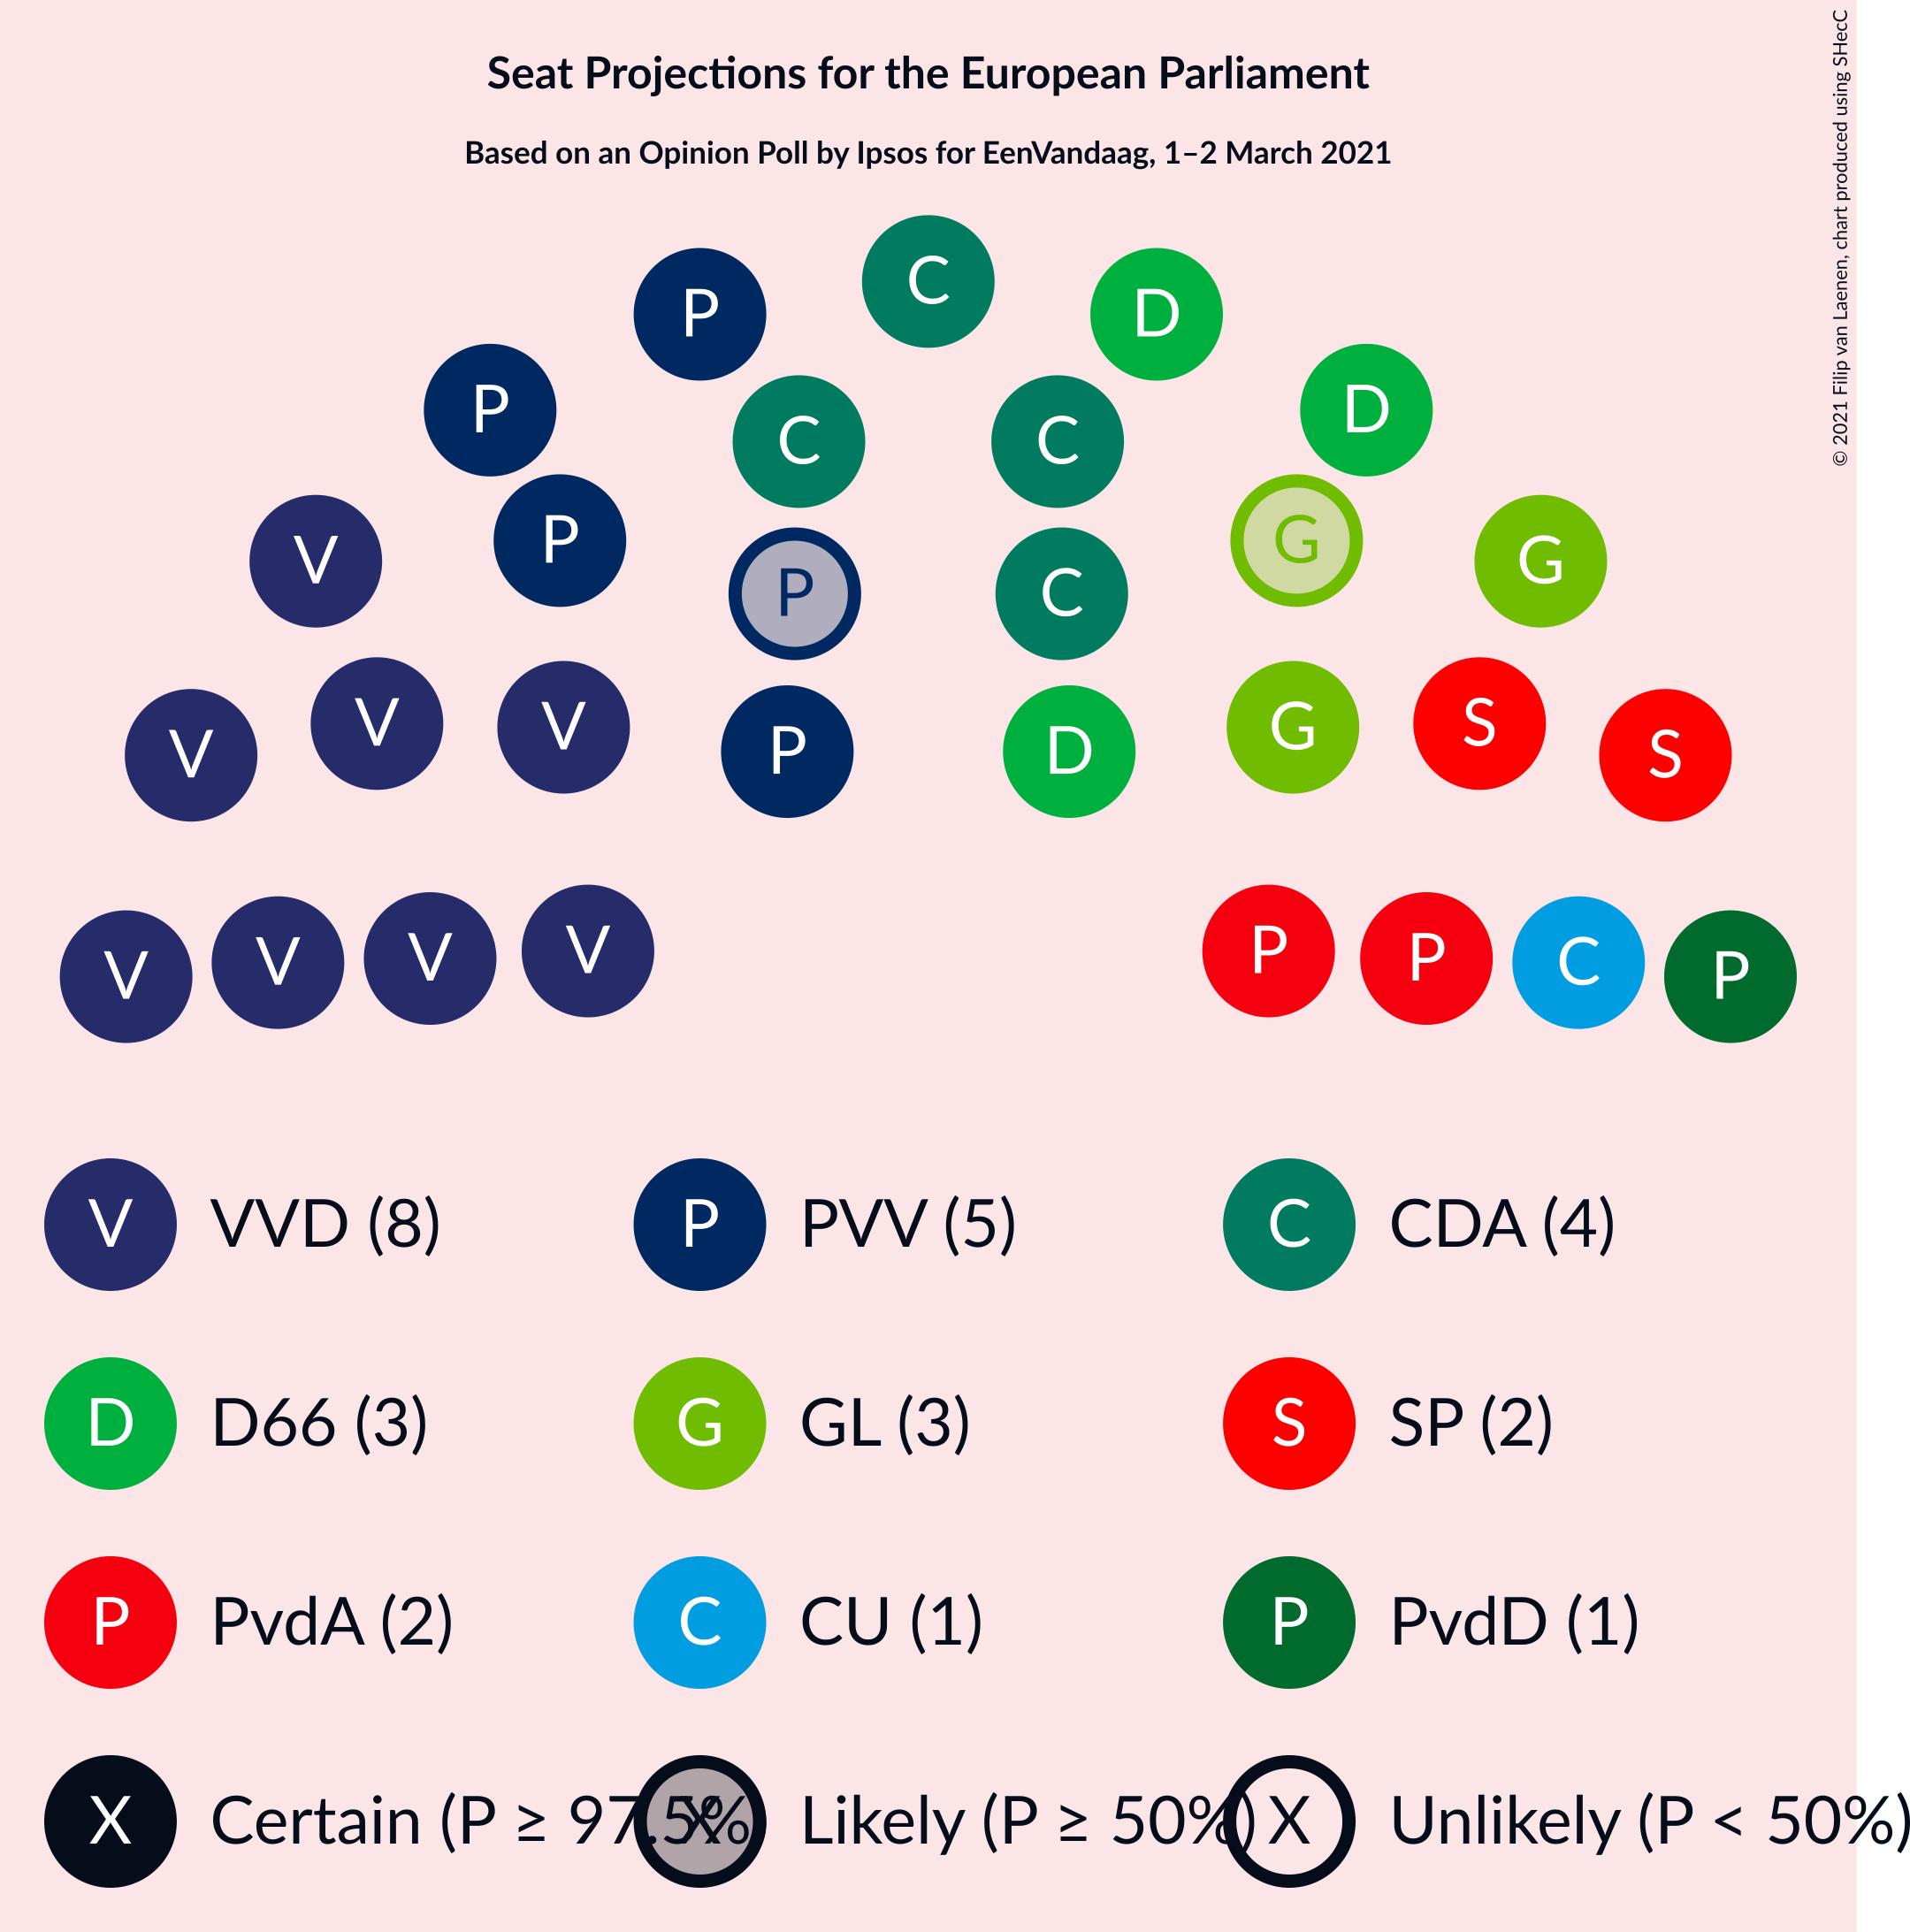 Seat Projections for the European Parliament
Based on an Opinion Poll by Ipsos for EenVandaag, 1–2 March 2021
© 2021 Filip van Laenen, chart produced using SHecC
C
P D
P D
C C
V P P C G G
V V V P D G S S
V V V V P P C P
V VVD (8) P PVV (5) C CDA (4)
D D66 (3) G GL (3) S SP (2)
P PvdA (2) C CU (1) P PvdD (1)
X Certain (P ≥ 97.5% X Likely (P ≥ 50%) X Unlikely (P < 50%)